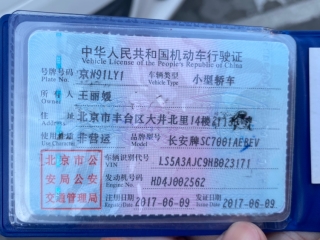 中华人民共和国机动车行驶证
Vehicle License of the People's Republic of China
号牌号码 京H91LY1 车辆类型 小型轿车
Plate No. Vehicle Type
所有人 王丽媛
Owner
住址 北京市丰台区大井北里14楼
Address
使用性质 非营运 品牌型号 长安牌SC7001AEBEV
Use Character Model
北京市公安局公安交通管理局
车辆识别代号 LS5A3AJC9HB023171
VIN
发动机号码 HD4J002562
Engine No.
注册日期 2017-06-09 发证日期 2017-06-09
Register Date Issue Date